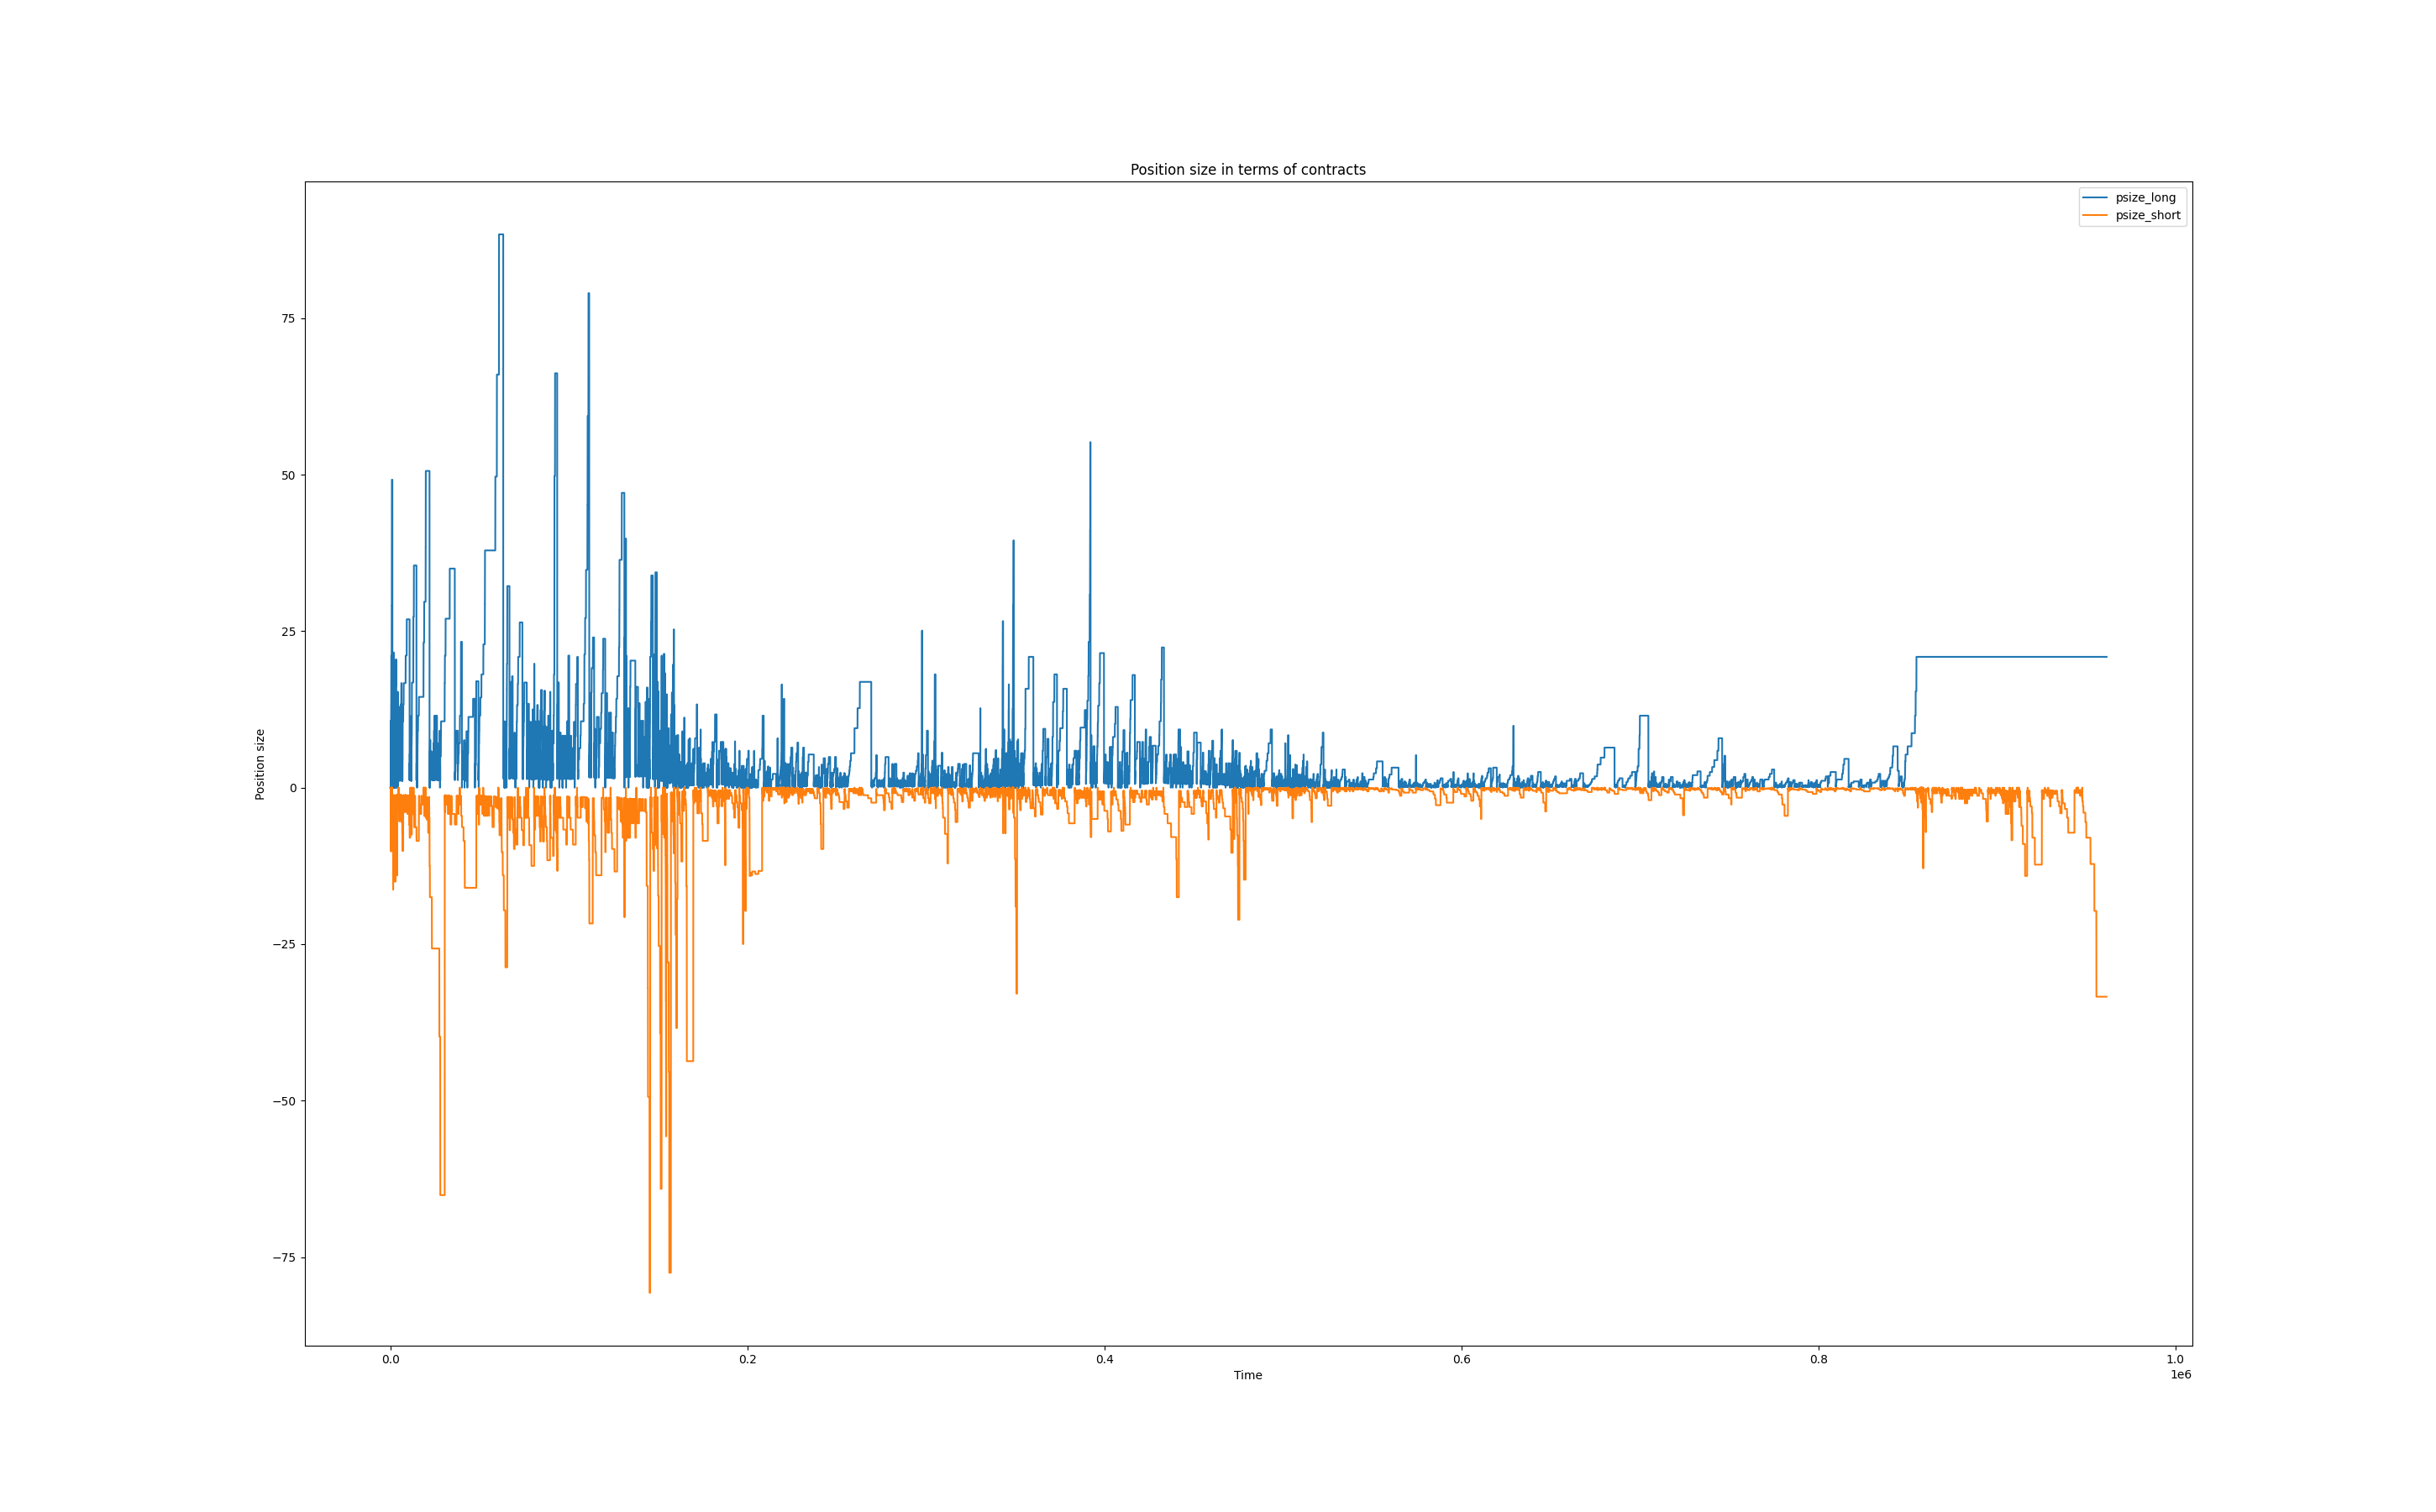 Position size in terms of contracts
psize_long
psize_short
Position size
75
50
25
0
−25
−50
−75
0.0
0.2
0.4
0.6
0.8
1.0
1e6
Time